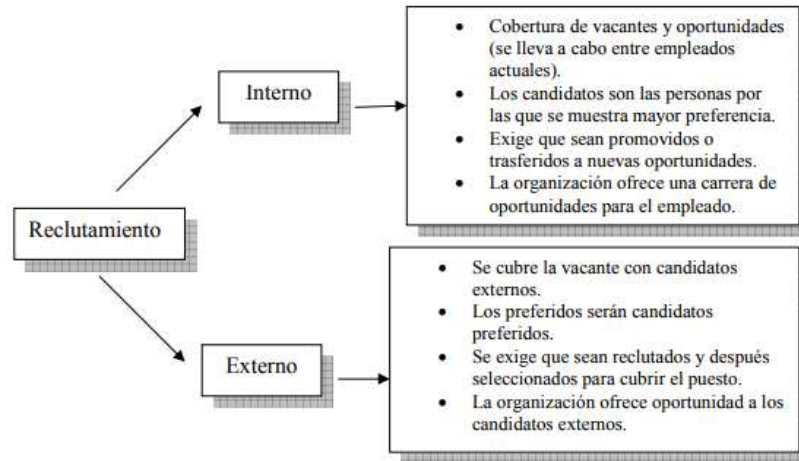 Reclutamiento
Interno
• Cobertura de vacantes y oportunidades
(se lleva a cabo entre empleados
actuales).
• Los candidatos son las personas por
las que se muestra mayor preferencia.
• Exige que sean promovidos o
trasferidos a nuevas oportunidades.
• La organización ofrece una carrera de
oportunidades para el empleado.
Externo
• Se cubre la vacante con candidatos
externos.
• Los preferidos serán candidatos
preferidos.
• Se exige que sean reclutados y después
seleccionados para cubrir el puesto.
• La organización ofrece oportunidad a los
candidatos externos.